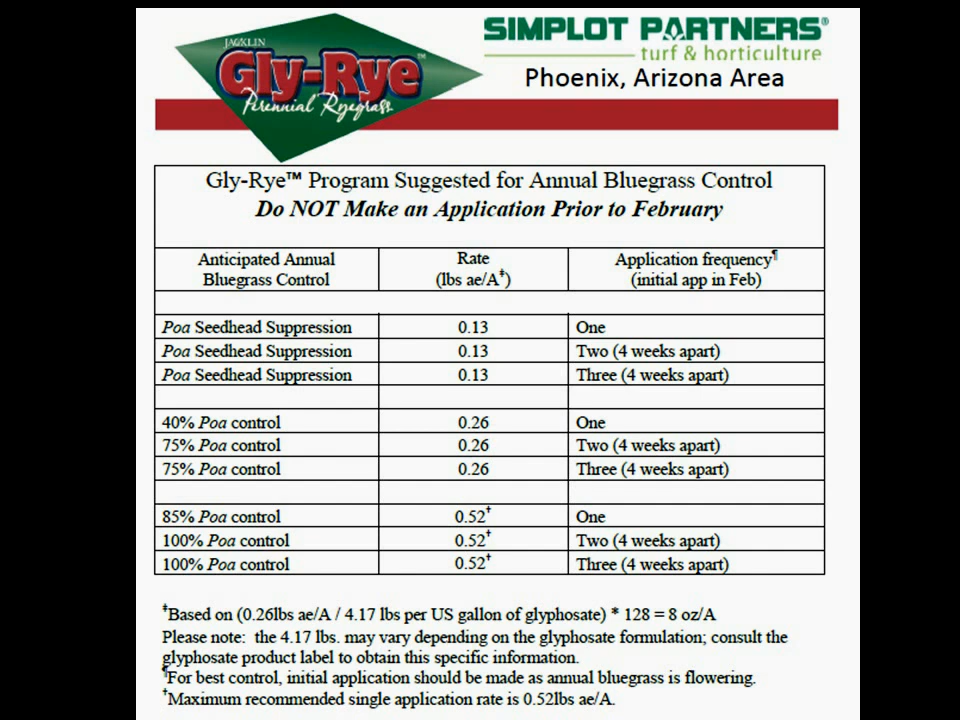 JACKLIN
Gly-Rye™
Perennial Ryegrass
SIMPLOT PARTNERS®
turf & horticulture
Phoenix, Arizona Area
Gly-Rye™ Program Suggested for Annual Bluegrass Control
Do NOT Make an Application Prior to February
Anticipated Annual Bluegrass Control Rate (lbs ae/A‡) Application frequency¶ (initial app in Feb)
Poa Seedhead Suppression 0.13 One
Poa Seedhead Suppression 0.13 Two (4 weeks apart)
Poa Seedhead Suppression 0.13 Three (4 weeks apart)
40% Poa control 0.26 One
75% Poa control 0.26 Two (4 weeks apart)
75% Poa control 0.26 Three (4 weeks apart)
85% Poa control 0.52† One
100% Poa control 0.52† Two (4 weeks apart)
100% Poa control 0.52† Three (4 weeks apart)
‡Based on (0.26lbs ae/A / 4.17 lbs per US gallon of glyphosate) * 128 = 8 oz/A
Please note: the 4.17 lbs. may vary depending on the glyphosate formulation; consult the
glyphosate product label to obtain this specific information.
¶For best control, initial application should be made as annual bluegrass is flowering.
†Maximum recommended single application rate is 0.52lbs ae/A.